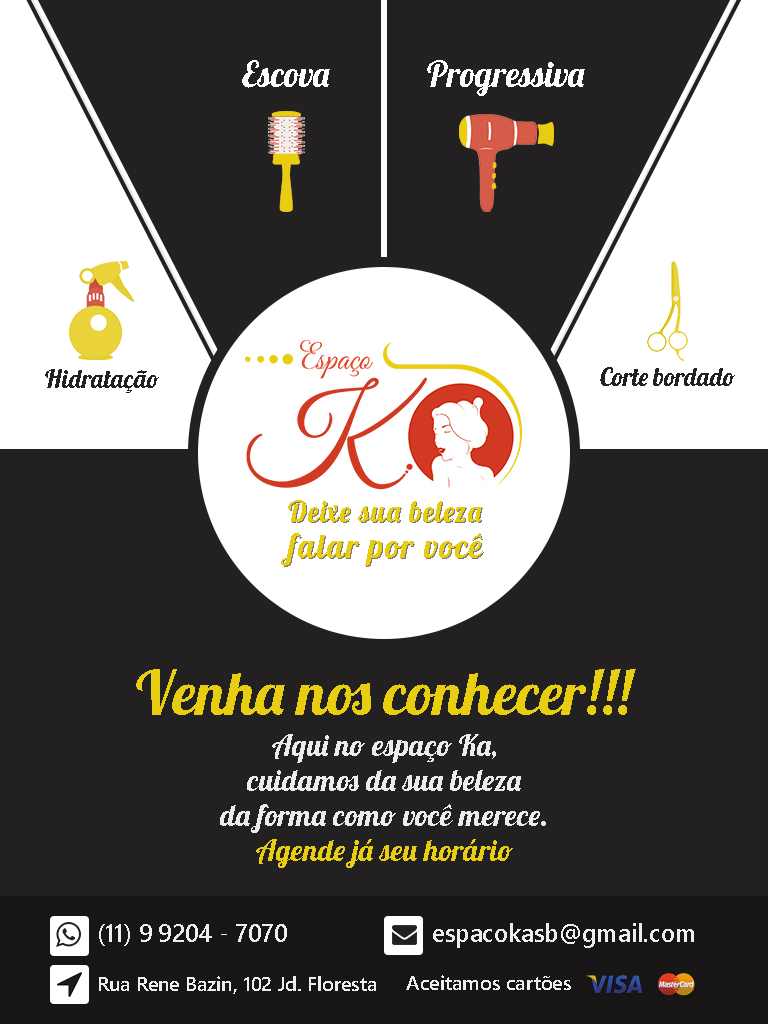 Escova
Progressiva
Hidratação
Corte bordado
Espaço
Ka
Deixe sua beleza
falar por você
Venha nos conhecer!!!
Aqui no espaço Ka,
cuidamos da sua beleza
da forma como você merece.
Agende já seu horário
(11) 9 9204 - 7070
espacokasb@gmail.com
Rua Rene Bazin, 102 Jd. Floresta
Aceitamos cartões VISA MasterCard